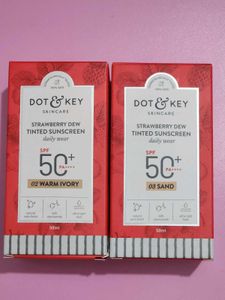 DOT & KEY
SKINCARE
STRAWBERRY DEW
TINTED SUNSCREEN
daily wear
SPF
50+
PA++++
02 WARM IVORY
50ml
DOT & KEY
SKINCARE
STRAWBERRY DEW
TINTED SUNSCREEN
daily wear
SPF
50+
PA++++
03 SAND
50ml